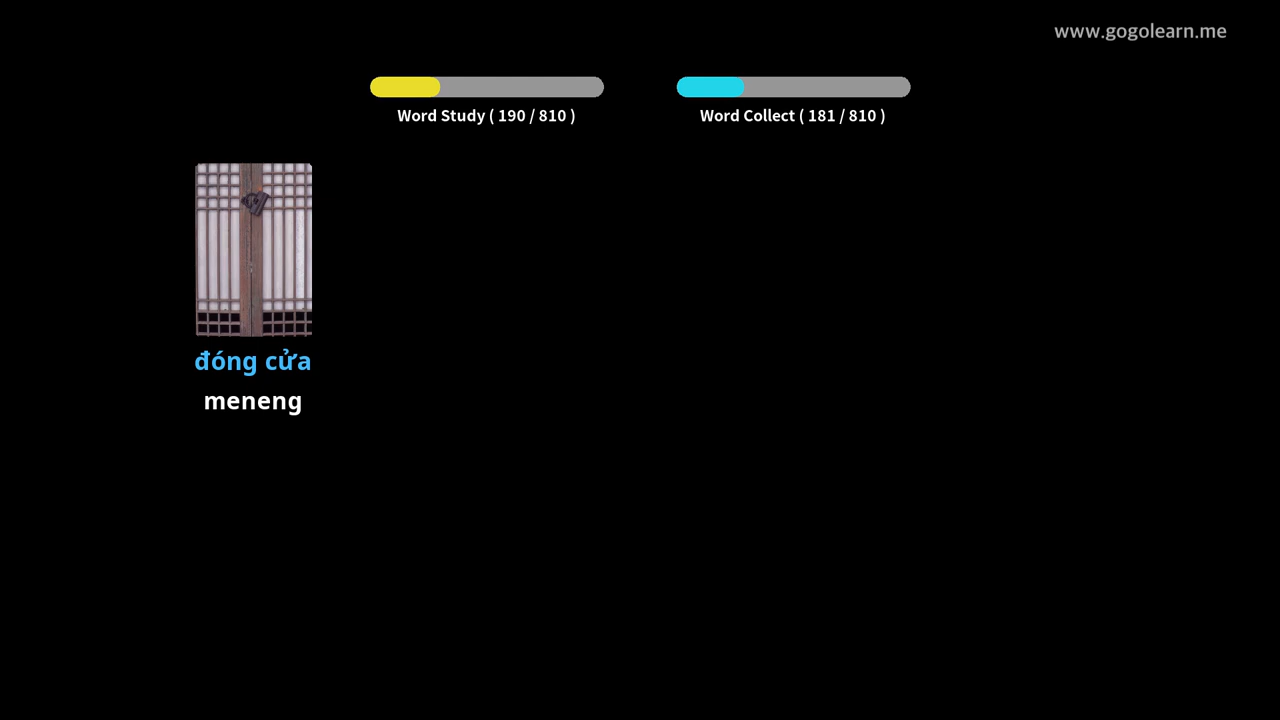 www.gogolearn.me
Word Study ( 190 / 810 )
Word Collect ( 181 / 810 )
đóng cửa
meneng